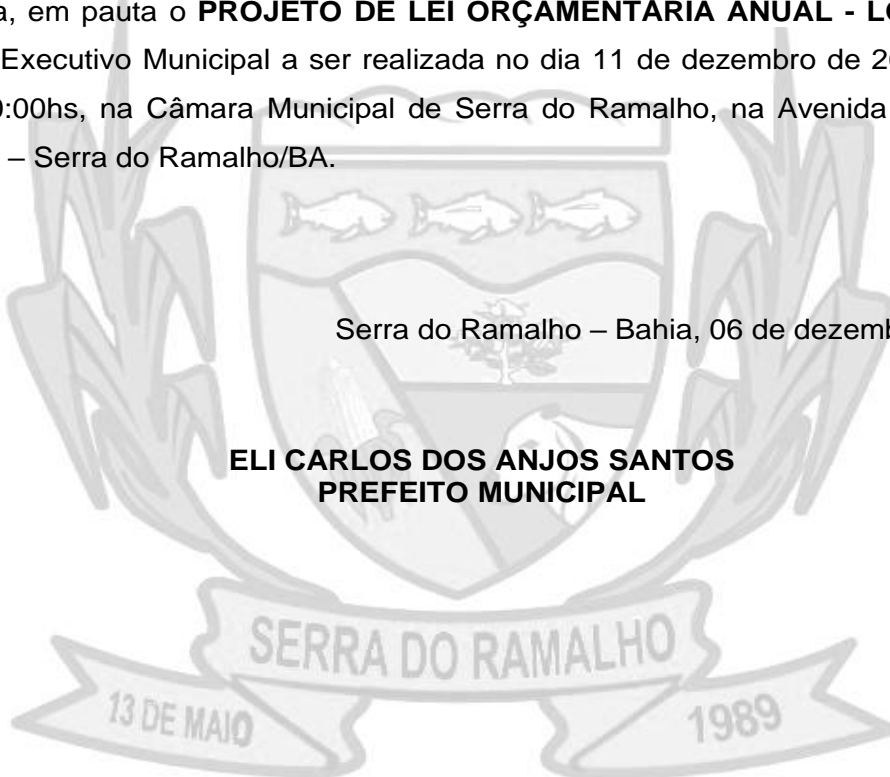 a, em pauta o PROJETO DE LEI ORÇAMENTÁRIA ANUAL - LO
Executivo Municipal a ser realizada no dia 11 de dezembro de 20
:00hs, na Câmara Municipal de Serra do Ramalho, na Avenida
– Serra do Ramalho/BA.
Serra do Ramalho – Bahia, 06 de dezemb
ELI CARLOS DOS ANJOS SANTOS
PREFEITO MUNICIPAL
SERRA DO RAMALHO
13 DE MAIO
1989